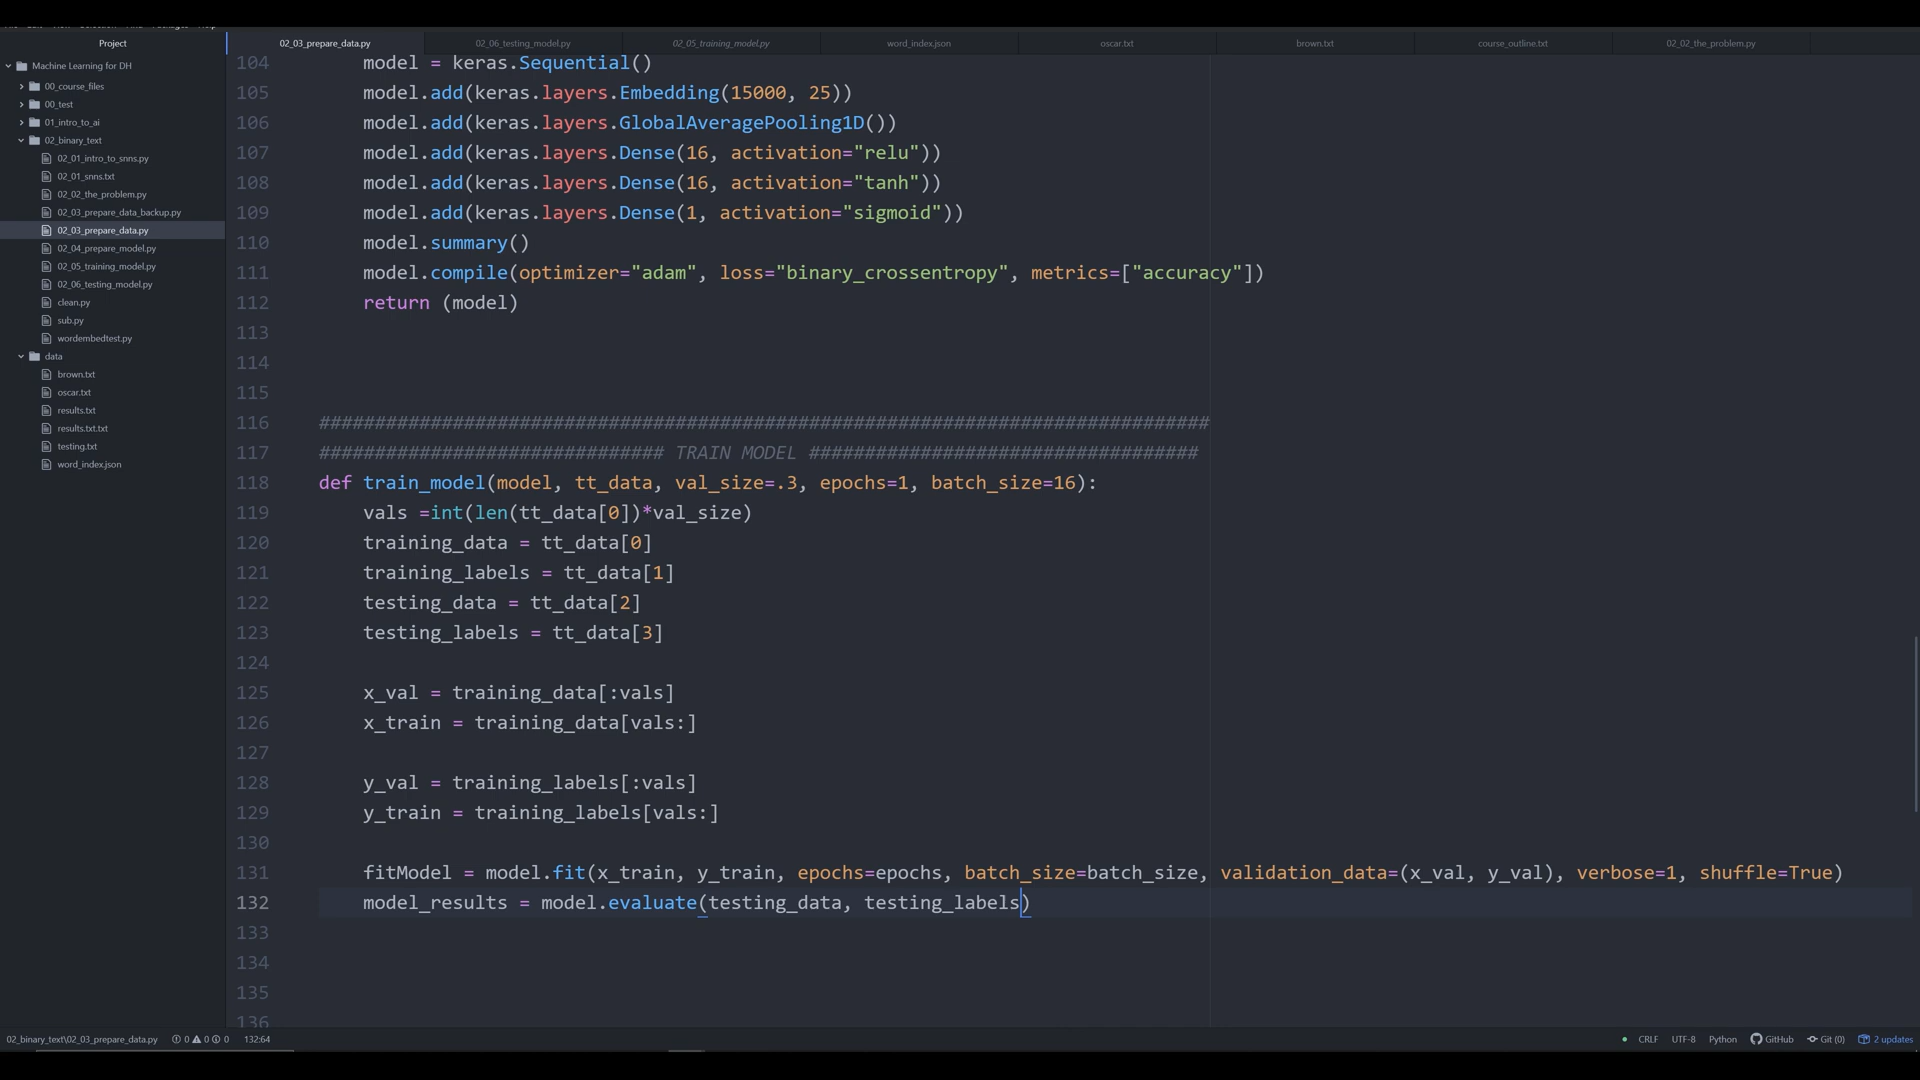 Project
02_03_prepare_data.py
02_06_testing_model.py
02_05_training_model.py
word_index.json
oscar.txt
brown.txt
course_outline.txt
02_02_the_problem.py
Machine Learning for DH
00_course_files
00_test
01_intro_to_ai
02_binary_text
02_01_intro_to_snns.py
02_01_snns.txt
02_02_the_problem.py
02_03_prepare_data_backup.py
02_03_prepare_data.py
02_04_prepare_model.py
02_05_training_model.py
02_06_testing_model.py
clean.py
sub.py
wordembedtest.py
data
brown.txt
oscar.txt
results.txt
results.txt.txt
testing.txt
word_index.json
104 model = keras.Sequential()
105 model.add(keras.layers.Embedding(15000, 25))
106 model.add(keras.layers.GlobalAveragePooling1D())
107 model.add(keras.layers.Dense(16, activation="relu"))
108 model.add(keras.layers.Dense(16, activation="tanh"))
109 model.add(keras.layers.Dense(1, activation="sigmoid"))
110 model.summary()
111 model.compile(optimizer="adam", loss="binary_crossentropy", metrics=["accuracy"])
112 return (model)
113
114
115
116 ################################################################################
117 ############################### TRAIN MODEL ###################################
118 def train_model(model, tt_data, val_size=.3, epochs=1, batch_size=16):
119 vals =int(len(tt_data[0])*val_size)
120 training_data = tt_data[0]
121 training_labels = tt_data[1]
122 testing_data = tt_data[2]
123 testing_labels = tt_data[3]
124
125 x_val = training_data[:vals]
126 x_train = training_data[vals:]
127
128 y_val = training_labels[:vals]
129 y_train = training_labels[vals:]
130
131 fitModel = model.fit(x_train, y_train, epochs=epochs, batch_size=batch_size, validation_data=(x_val, y_val), verbose=1, shuffle=True)
132 model_results = model.evaluate(testing_data, testing_labels)
133
134
135
136
02_binary_text\02_03_prepare_data.py 0 0 0 132:64 CRLF UTF-8 Python GitHub Git (0) 2 updates